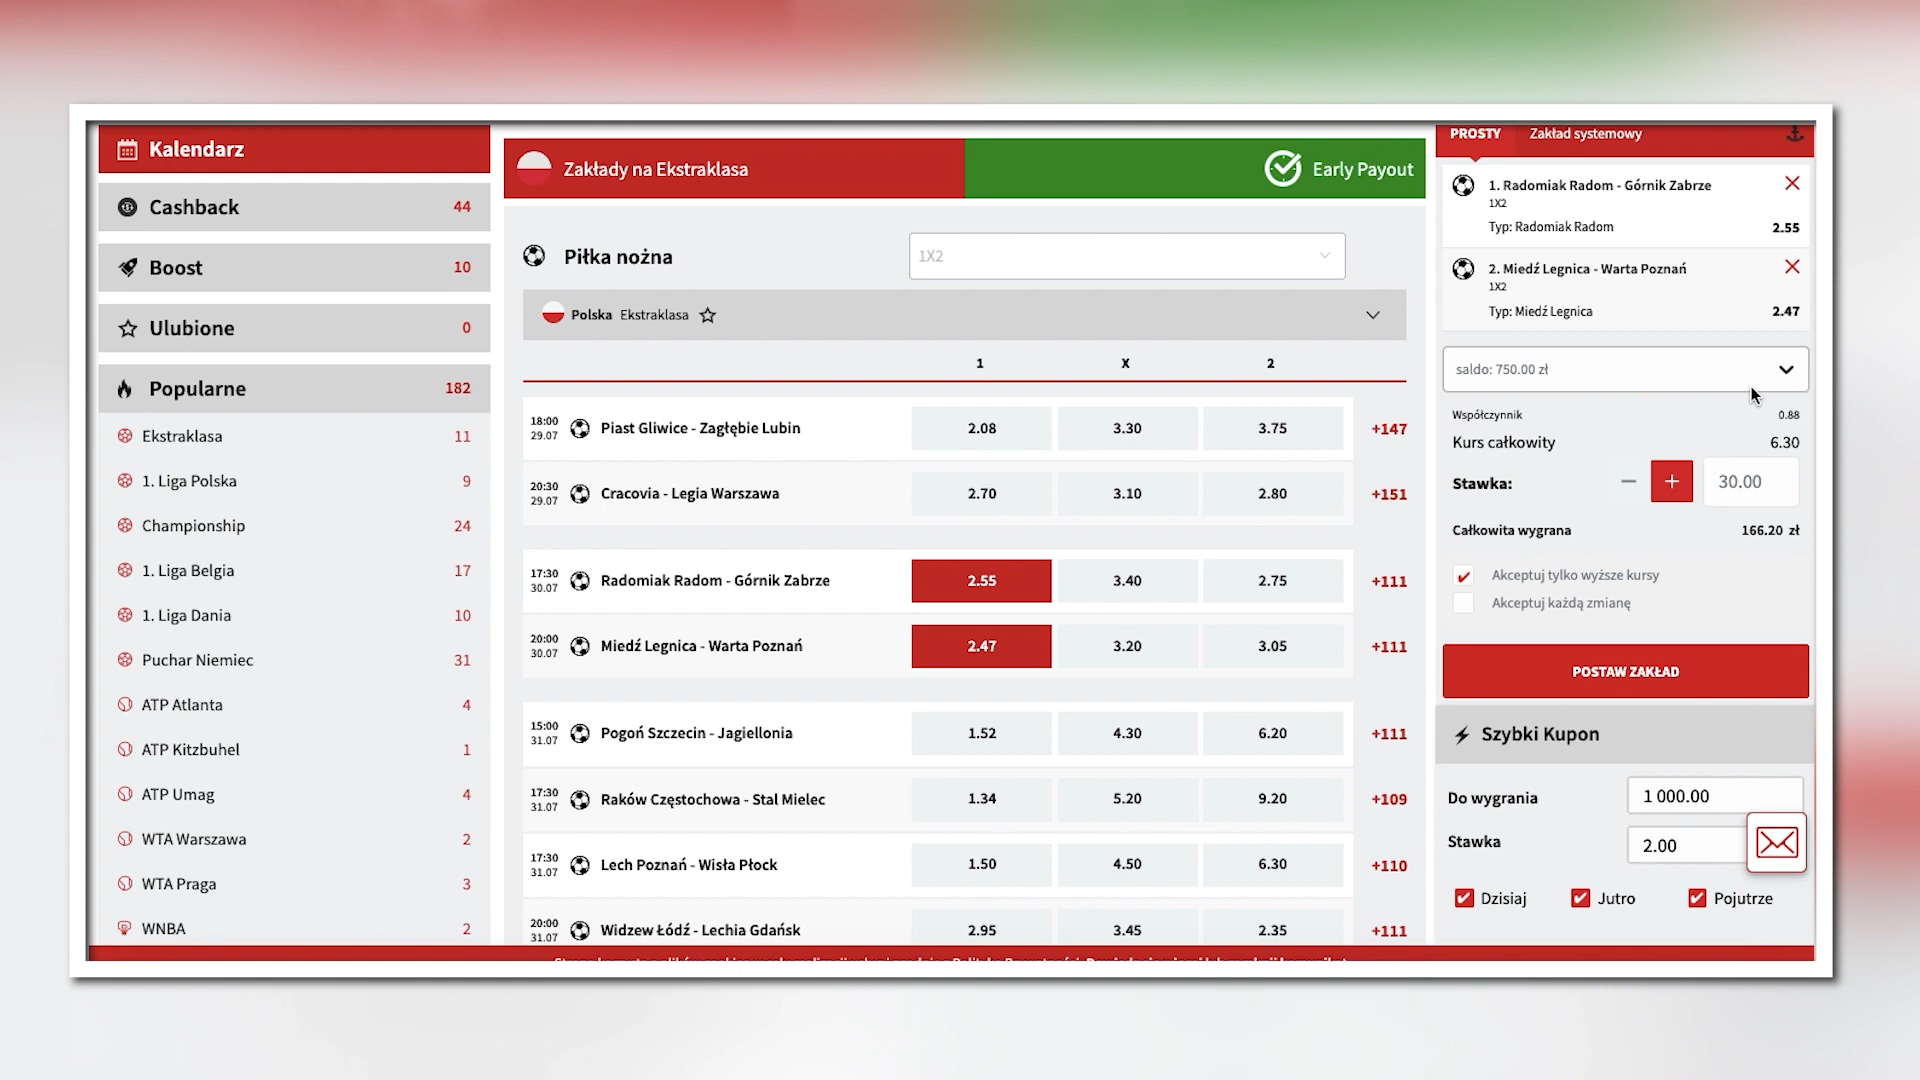 Kalendarz
Cashback 44
Boost 10
Ulubione 0
Popularne 182
Ekstraklasa 11
1. Liga Polska 9
Championship 24
1. Liga Belgia 17
1. Liga Dania 10
Puchar Niemiec 31
ATP Atlanta 4
ATP Kitzbuhel 1
ATP Umag 4
WTA Warszawa 2
WTA Praga 3
WNBA 2
Zakłady na Ekstraklasa
Early Payout
Piłka nożna
1X2
Polska Ekstraklasa
1 X 2
18:00
29.07
Piast Gliwice - Zagłębie Lubin 2.08 3.30 3.75 +147
20:30
29.07
Cracovia - Legia Warszawa 2.70 3.10 2.80 +151
17:30
30.07
Radomiak Radom - Górnik Zabrze 2.55 3.40 2.75 +111
20:00
30.07
Miedź Legnica - Warta Poznań 2.47 3.20 3.05 +111
15:00
31.07
Pogoń Szczecin - Jagiellonia 1.52 4.30 6.20 +111
17:30
31.07
Raków Częstochowa - Stal Mielec 1.34 5.20 9.20 +109
17:30
31.07
Lech Poznań - Wisła Płock 1.50 4.50 6.30 +110
20:00
31.07
Widzew Łódź - Lechia Gdańsk 2.95 3.45 2.35 +111
PROSTY Zakład systemowy
1. Radomiak Radom - Górnik Zabrze
1X2
Typ: Radomiak Radom 2.55
2. Miedź Legnica - Warta Poznań
1X2
Typ: Miedź Legnica 2.47
saldo: 750.00 zł
Współczynnik 0.88
Kurs całkowity 6.30
Stawka: − + 30.00
Całkowita wygrana 166.20 zł
Akceptuj tylko wyższe kursy
Akceptuj każdą zmianę
POSTAW ZAKŁAD
Szybki Kupon
Do wygrania 1 000.00
Stawka 2.00
Dzisiaj Jutro Pojutrze